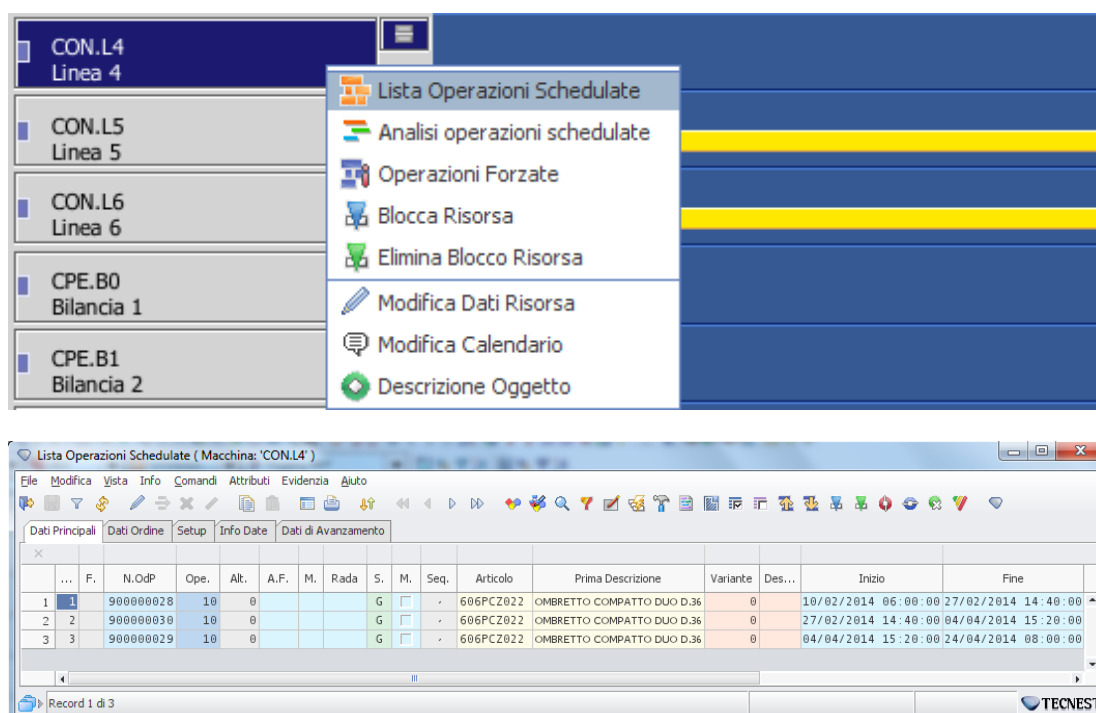 CON.L4
Linea 4
Lista Operazioni Schedulate
CON.L5
Linea 5
Analisi operazioni schedulate
Operazioni Forzate
CON.L6
Linea 6
Blocca Risorsa
Elimina Blocco Risorsa
CPE.B0
Bilancia 1
Modifica Dati Risorsa
Modifica Calendario
CPE.B1
Bilancia 2
Descrizione Oggetto
Lista Operazioni Schedulate ( Macchina: 'CON.L4' )
File Modifica Vista Info Comandi Attributi Evidenzia Aiuto
Dati Principali Dati Ordine Setup Info Date Dati di Avanzamento
... F. N.OdP Ope. Alt. A.F. M. Rada S. M. Seq. Articolo Prima Descrizione Variante Des... Inizio Fine
1 1 900000028 10 0 G 606PCZ022 OMBRETTO COMPATTO DUO D.36 0 10/02/2014 06:00:00 27/02/2014 14:40:00
2 2 900000030 10 0 G 606PCZ022 OMBRETTO COMPATTO DUO D.36 0 27/02/2014 14:40:00 04/04/2014 15:20:00
3 3 900000029 10 0 G 606PCZ022 OMBRETTO COMPATTO DUO D.36 0 04/04/2014 15:20:00 24/04/2014 08:00:00
Record 1 di 3
TECNEST